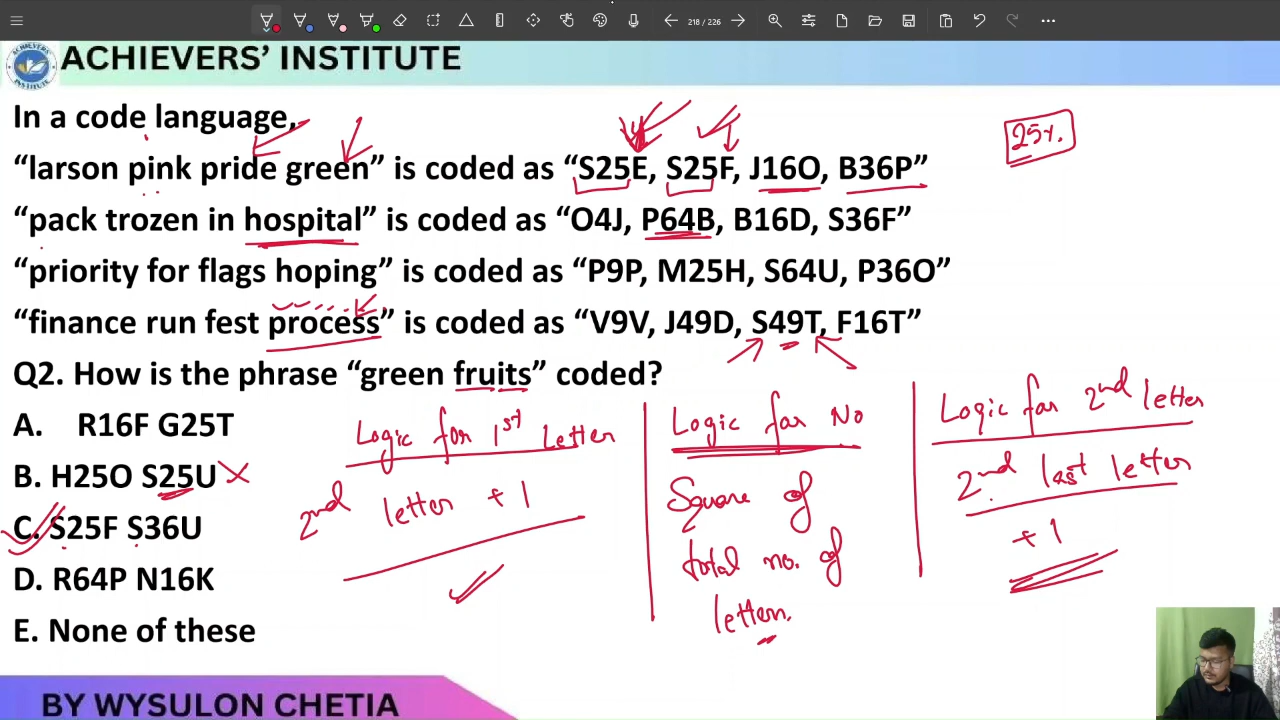 218 / 226
ACHIEVERS' INSTITUTE
ACHIEVERS'
INSTITUTE
In a code language,
"larson pink pride green" is coded as "S25E, S25F, J16O, B36P"
25%.
"pack trozen in hospital" is coded as "O4J, P64B, B16D, S36F"
"priority for flags hoping" is coded as "P9P, M25H, S64U, P36O"
"finance run fest process" is coded as "V9V, J49D, S49T, F16T"
Q2. How is the phrase "green fruits" coded?
A. R16F G25T
B. H25O S25U
C. S25F S36U
D. R64P N16K
E. None of these
Logic for 1st Letter
2nd letter + 1
Logic for No
Square of
total no. of
letters.
Logic for 2nd letter
2nd last letter
+ 1
BY WYSULON CHETIA